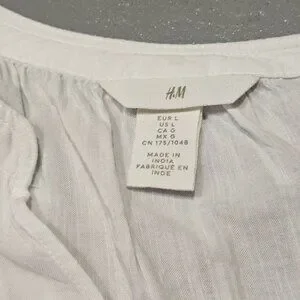 H&M
EUR L
US L
CA G
MX G
CN 175/104B
MADE IN
INDIA
FABRIQUÉ EN
INDE